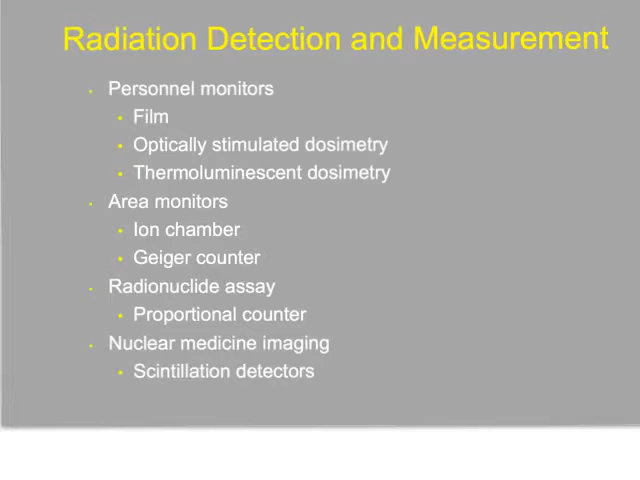 Radiation Detection and Measurement
• Personnel monitors
• Film
• Optically stimulated dosimetry
• Thermoluminescent dosimetry
• Area monitors
• Ion chamber
• Geiger counter
• Radionuclide assay
• Proportional counter
• Nuclear medicine imaging
• Scintillation detectors